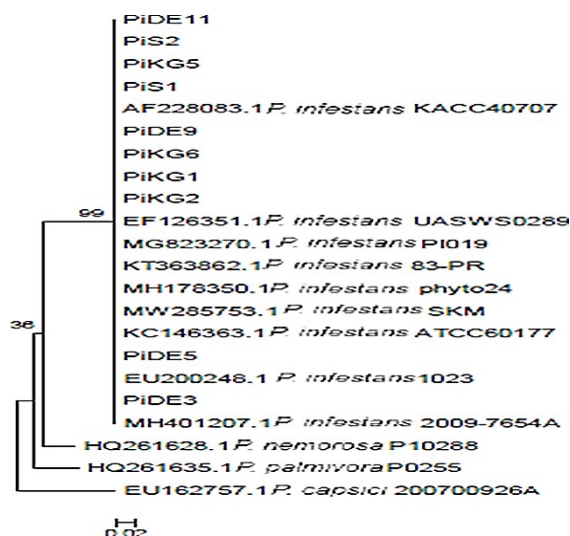 PiDE11
PiS2
PiKG5
PiS1
AF228083.1 P. infestans KACC40707
PiDE9
PiKG6
PiKG1
PiKG2
99
EF126351.1 P. infestans UASWS0289
MG823270.1 P. infestans PI019
KT363862.1 P. infestans 83-PR
MH178350.1 P. infestans phyto24
MW285753.1 P. infestans SKM
36
KC146363.1 P. infestans ATCC60177
PiDE5
EU200248.1 P. infestans 1023
PiDE3
MH401207.1 P. infestans 2009-7654A
HQ261628.1 P. nemorosa P10288
HQ261635.1 P. palmivora P0255
EU162757.1 P. capsici 200700926A
0.02